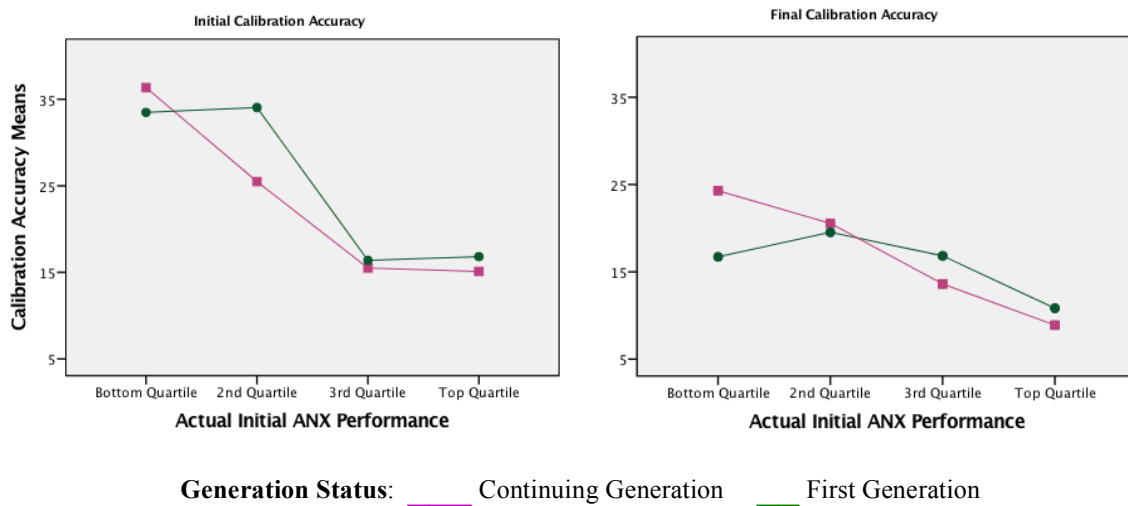 Initial Calibration Accuracy
Calibration Accuracy Means
35
25
15
5
Bottom Quartile 2nd Quartile 3rd Quartile Top Quartile
Actual Initial ANX Performance
Final Calibration Accuracy
35
25
15
5
Bottom Quartile 2nd Quartile 3rd Quartile Top Quartile
Actual Initial ANX Performance
Generation Status: Continuing Generation First Generation